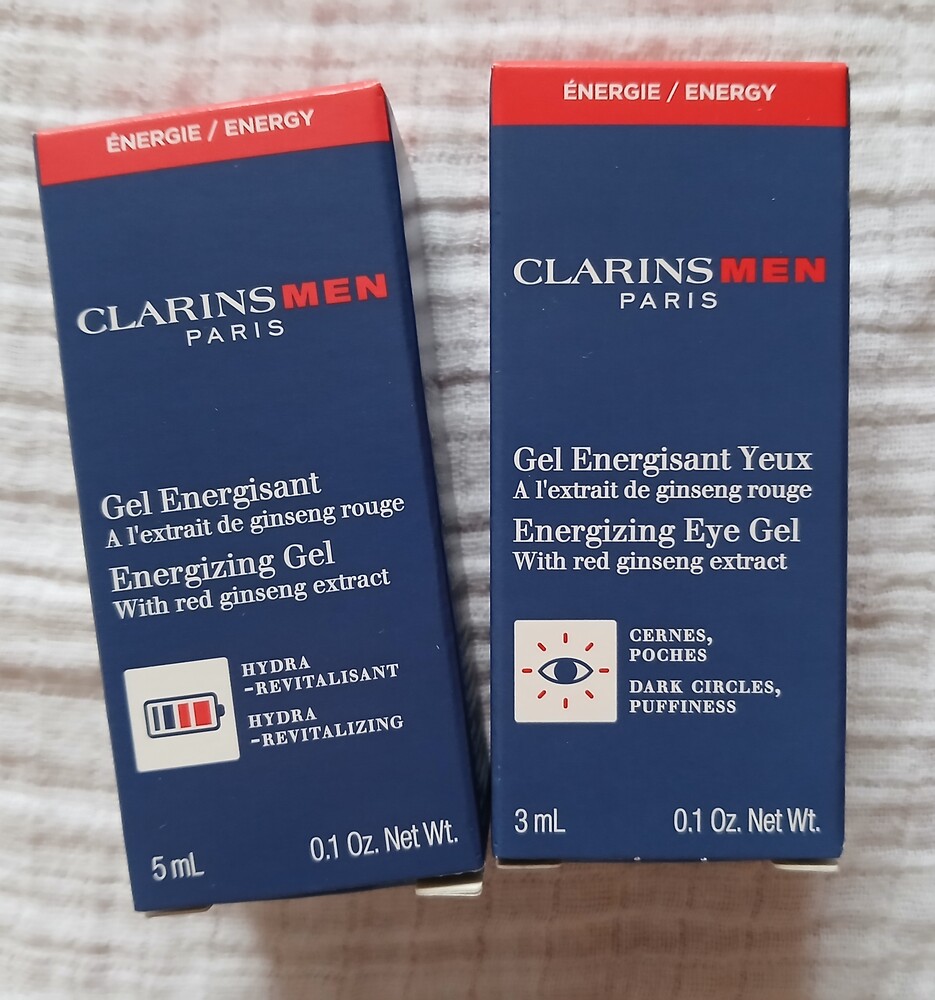 ÉNERGIE / ENERGY
CLARINSMEN
PARIS
Gel Energisant
A l'extrait de ginseng rouge
Energizing Gel
With red ginseng extract
HYDRA
-REVITALISANT
HYDRA
-REVITALIZING
5 mL 0.1 Oz. Net Wt.
ÉNERGIE / ENERGY
CLARINSMEN
PARIS
Gel Energisant Yeux
A l'extrait de ginseng rouge
Energizing Eye Gel
With red ginseng extract
CERNES,
POCHES
DARK CIRCLES,
PUFFINESS
3 mL 0.1 Oz. Net Wt.